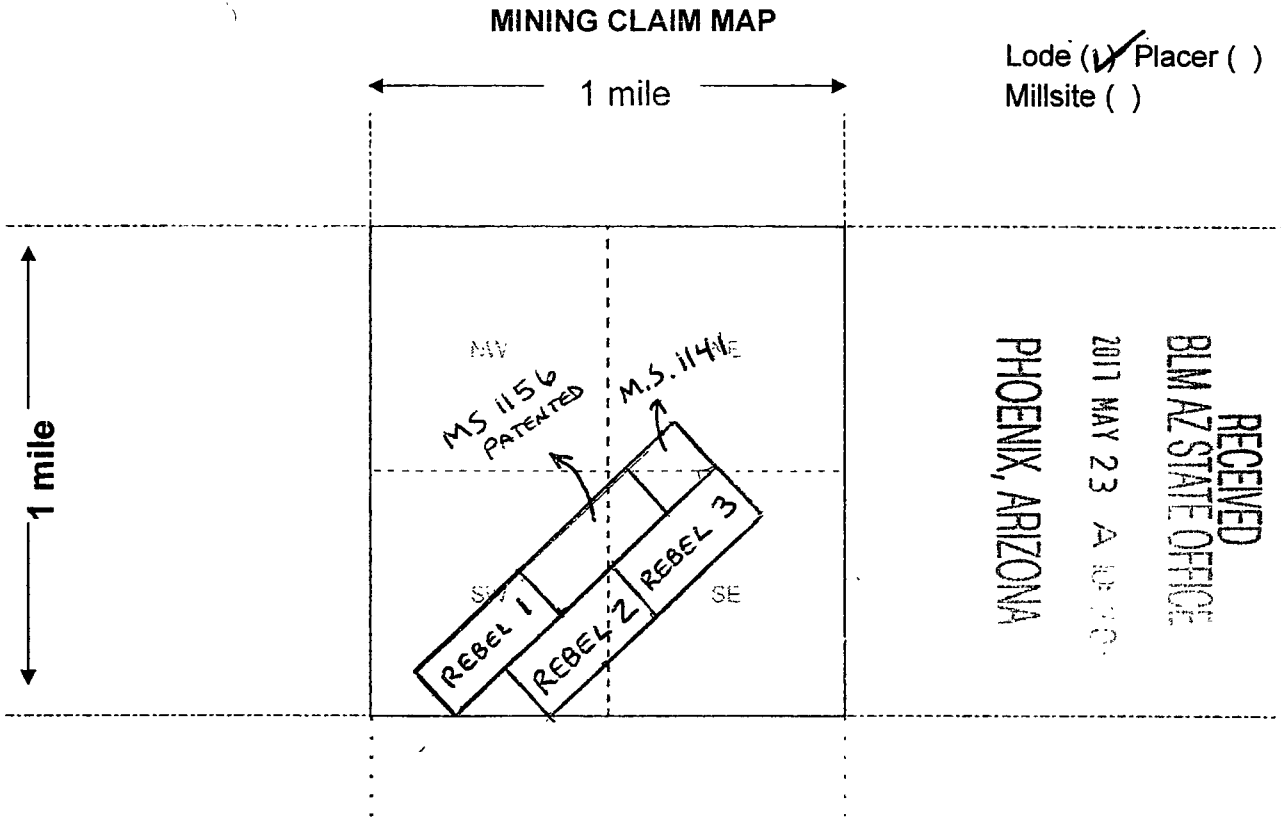 MINING CLAIM MAP
Lode (✓) Placer ( )
Millsite ( )
1 mile
1 mile
NW
NE
MS 1156
PATENTED
M.S. 1141
SW
SE
REBEL 1
REBEL 2
REBEL 3
RECEIVED
BLM AZ STATE OFFICE
2017 MAY 23 A
PHOENIX, ARIZONA